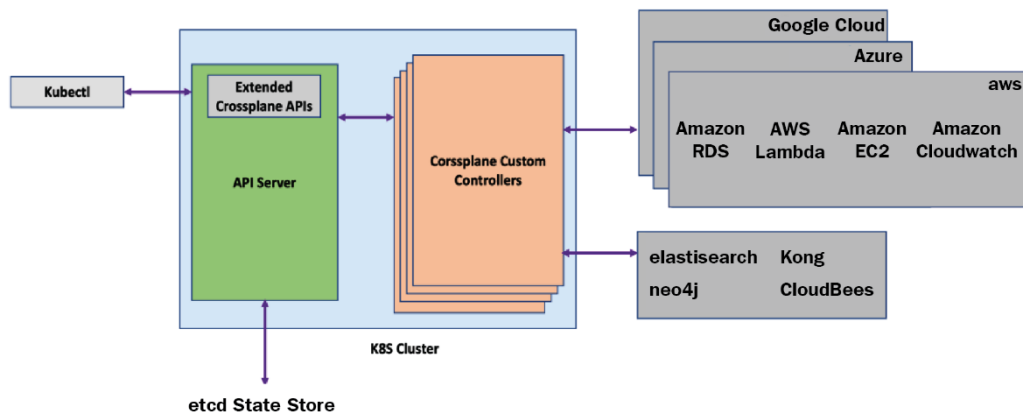 Google Cloud
Azure
aws
Kubectl
Extended
Crossplane APIs
Amazon
RDS
AWS
Lambda
Amazon
EC2
Amazon
Cloudwatch
Corssplane Custom
Controllers
API Server
elastisearch
Kong
neo4j
CloudBees
K8S Cluster
etcd State Store